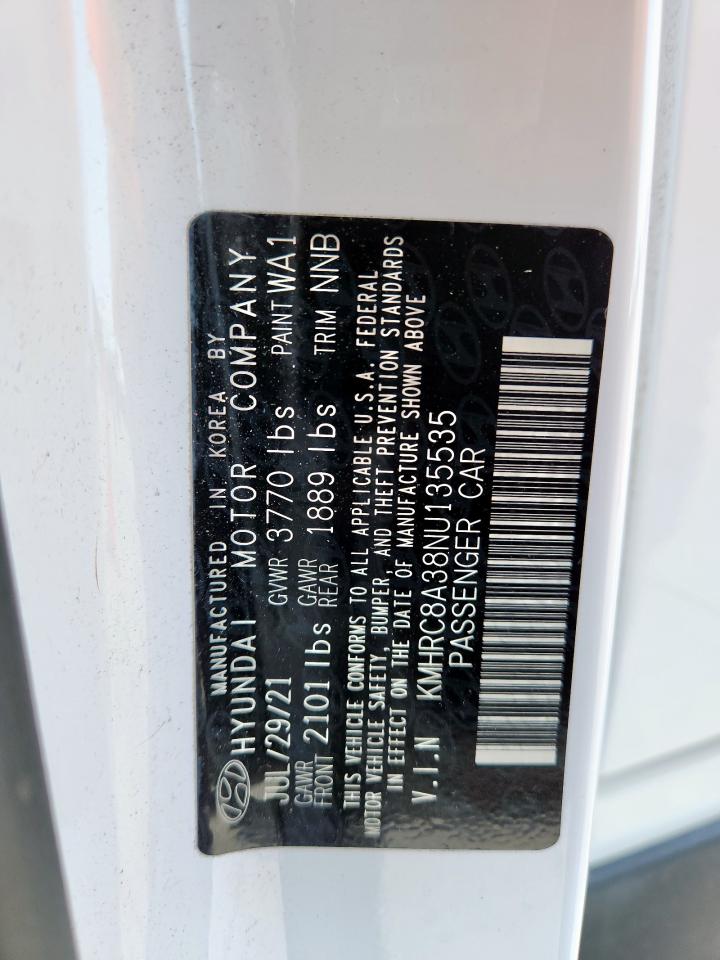 MANUFACTURED IN KOREA BY
HYUNDAI MOTOR COMPANY
JUL/29/21 GVWR 3770 lbs PAINT WA1
GAWR FRONT 2101 lbs GAWR REAR 1889 lbs TRIM NNB
THIS VEHICLE CONFORMS TO ALL APPLICABLE U.S.A. FEDERAL
MOTOR VEHICLE SAFETY, BUMPER, AND THEFT PREVENTION STANDARDS
IN EFFECT ON THE DATE OF MANUFACTURE SHOWN ABOVE
V.I.N KMHRC8A38NU135535
PASSENGER CAR